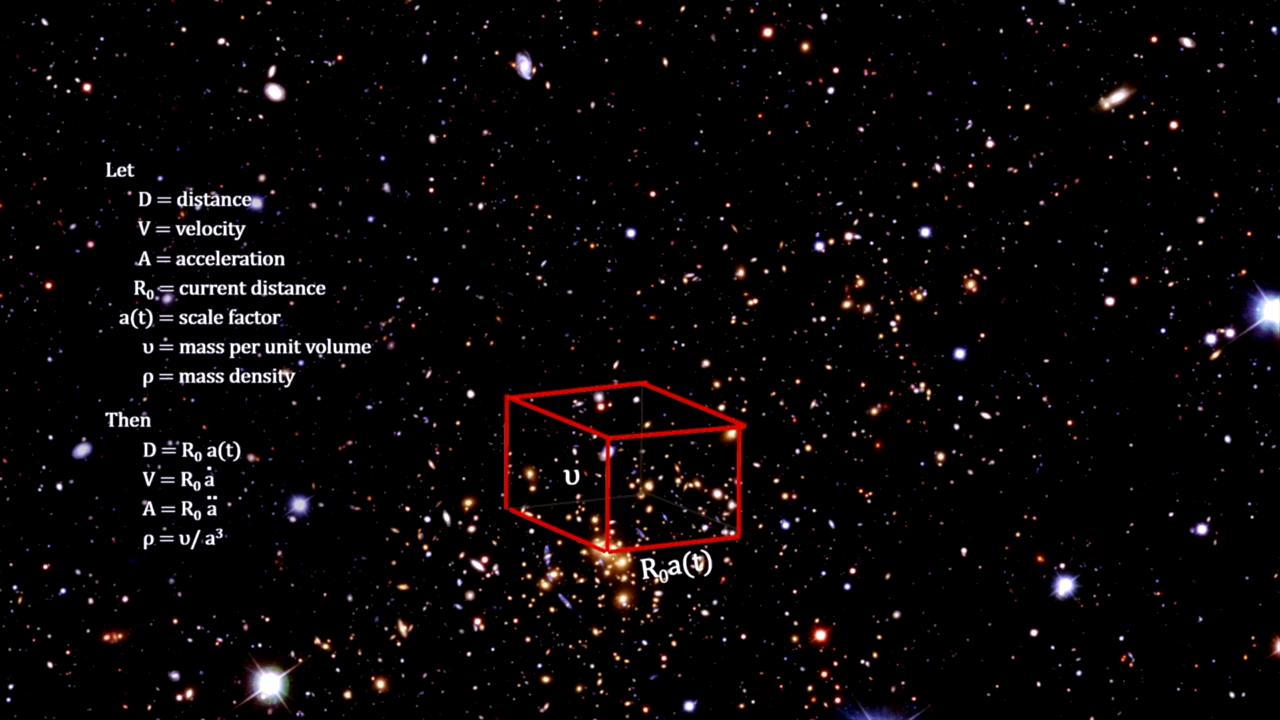 Let
D = distance
V = velocity
A = acceleration
R₀ = current distance
a(t) = scale factor
υ = mass per unit volume
ρ = mass density
Then
D = R₀ a(t)
V = R₀ ȧ
A = R₀ ä
ρ = υ/ a³
υ
R₀a(t)